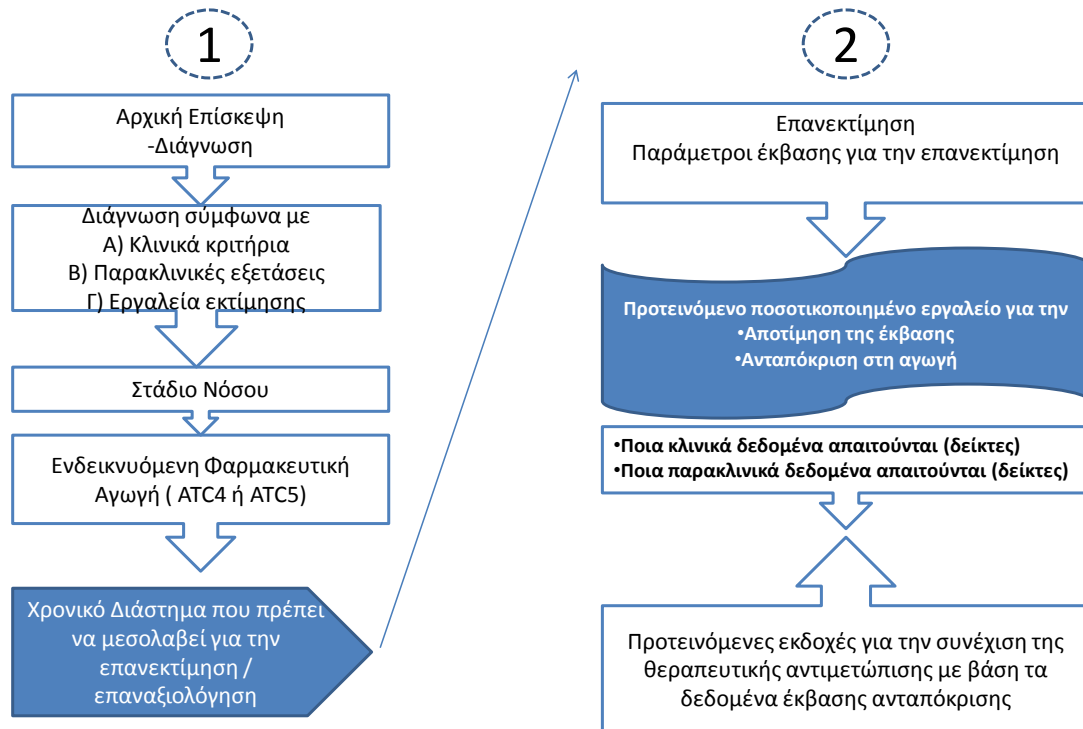 1
Αρχική Επίσκεψη
-Διάγνωση
Διάγνωση σύμφωνα με
Α) Κλινικά κριτήρια
Β) Παρακλινικές εξετάσεις
Γ) Εργαλεία εκτίμησης
Στάδιο Νόσου
Ενδεικνυόμενη Φαρμακευτική
Αγωγή ( ATC4 ή ATC5)
Χρονικό Διάστημα που πρέπει
να μεσολαβεί για την
επανεκτίμηση /
επαναξιολόγηση
2
Επανεκτίμηση
Παράμετροι έκβασης για την επανεκτίμηση
Προτεινόμενο ποσοτικοποιημένο εργαλείο για την
•Αποτίμηση της έκβασης
•Ανταπόκριση στη αγωγή
•Ποια κλινικά δεδομένα απαιτούνται (δείκτες)
•Ποια παρακλινικά δεδομένα απαιτούνται (δείκτες)
Προτεινόμενες εκδοχές για την συνέχιση της
θεραπευτικής αντιμετώπισης με βάση τα
δεδομένα έκβασης ανταπόκρισης